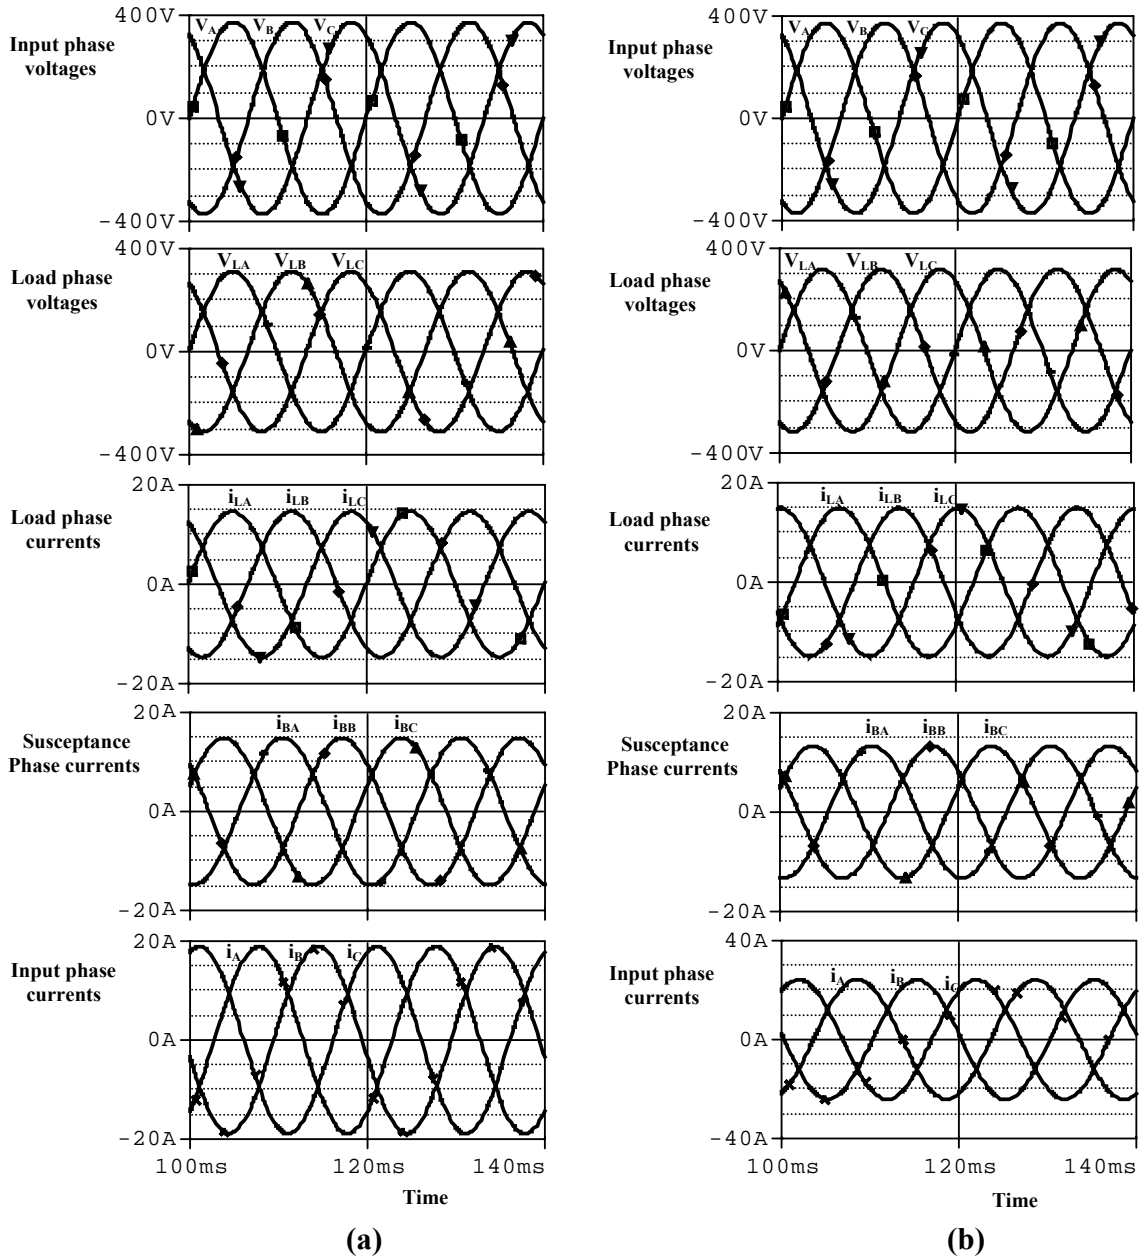 Input phase
voltages
400V
0V
-400V
V_A V_B V_C
Load phase
voltages
400V
0V
-400V
V_LA V_LB V_LC
Load phase
currents
20A
0A
-20A
i_LA i_LB i_LC
Susceptance
Phase currents
20A
0A
-20A
i_BA i_BB i_BC
Input phase
currents
20A
0A
-20A
i_A i_B i_C
100ms 120ms 140ms
Time
(a)
Input phase
voltages
400V
0V
-400V
V_A V_B V_C
Load phase
voltages
400V
0V
-400V
V_LA V_LB V_LC
Load phase
currents
20A
0A
-20A
i_LA i_LB i_LC
Susceptance
Phase currents
20A
0A
-20A
i_BA i_BB i_BC
Input phase
currents
40A
0A
-40A
i_A i_B i_C
100ms 120ms 140ms
Time
(b)